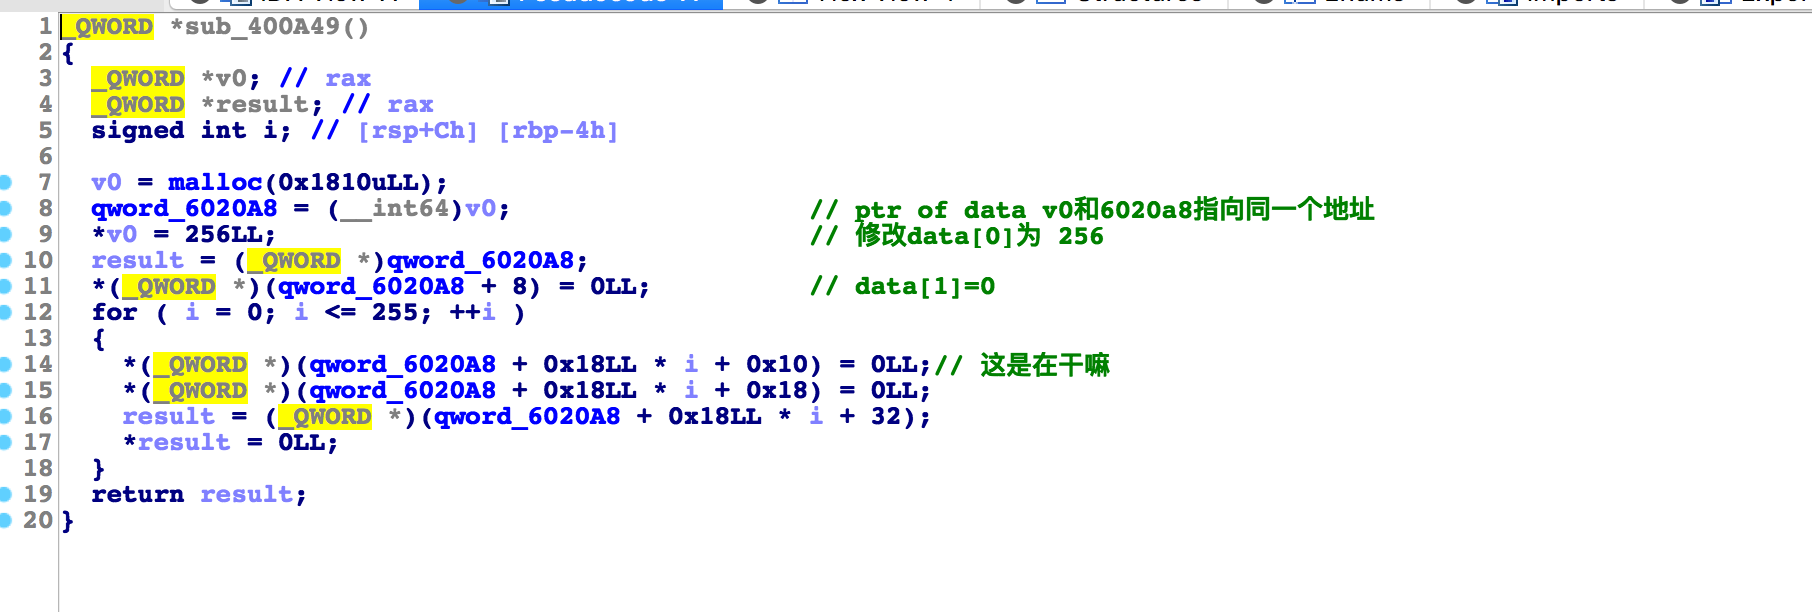 1 _QWORD *sub_400A49()
2 {
3 _QWORD *v0; // rax
4 _QWORD *result; // rax
5 signed int i; // [rsp+Ch] [rbp-4h]
6
7 v0 = malloc(0x1810uLL);
8 qword_6020A8 = (__int64)v0; // ptr of data v0和6020a8指向同一个地址
9 *v0 = 256LL; // 修改data[0]为 256
10 result = (_QWORD *)qword_6020A8;
11 *(_QWORD *)(qword_6020A8 + 8) = 0LL; // data[1]=0
12 for ( i = 0; i <= 255; ++i )
13 {
14 *(_QWORD *)(qword_6020A8 + 0x18LL * i + 0x10) = 0LL;// 这是在干嘛
15 *(_QWORD *)(qword_6020A8 + 0x18LL * i + 0x18) = 0LL;
16 result = (_QWORD *)(qword_6020A8 + 0x18LL * i + 32);
17 *result = 0LL;
18 }
19 return result;
20 }